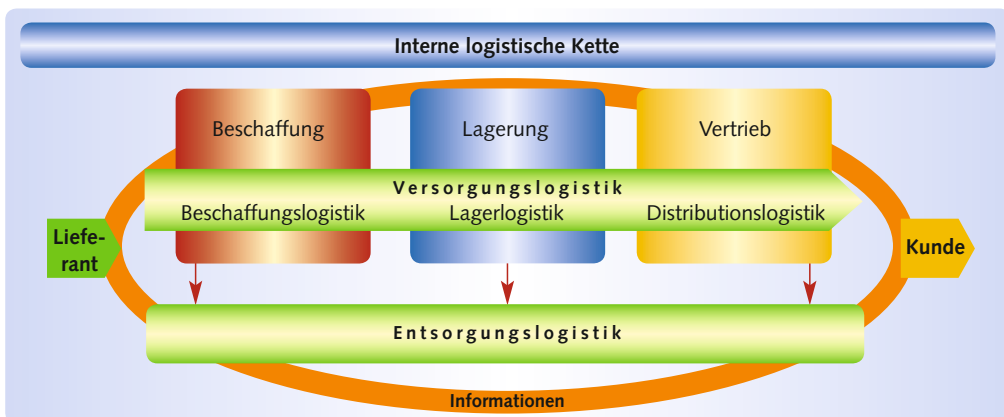 Interne logistische Kette
Beschaffung
Lagerung
Vertrieb
Versorgungslogistik
Beschaffungslogistik
Lagerlogistik
Distributionslogistik
Liefe-
rant
Kunde
Entsorgungslogistik
Informationen